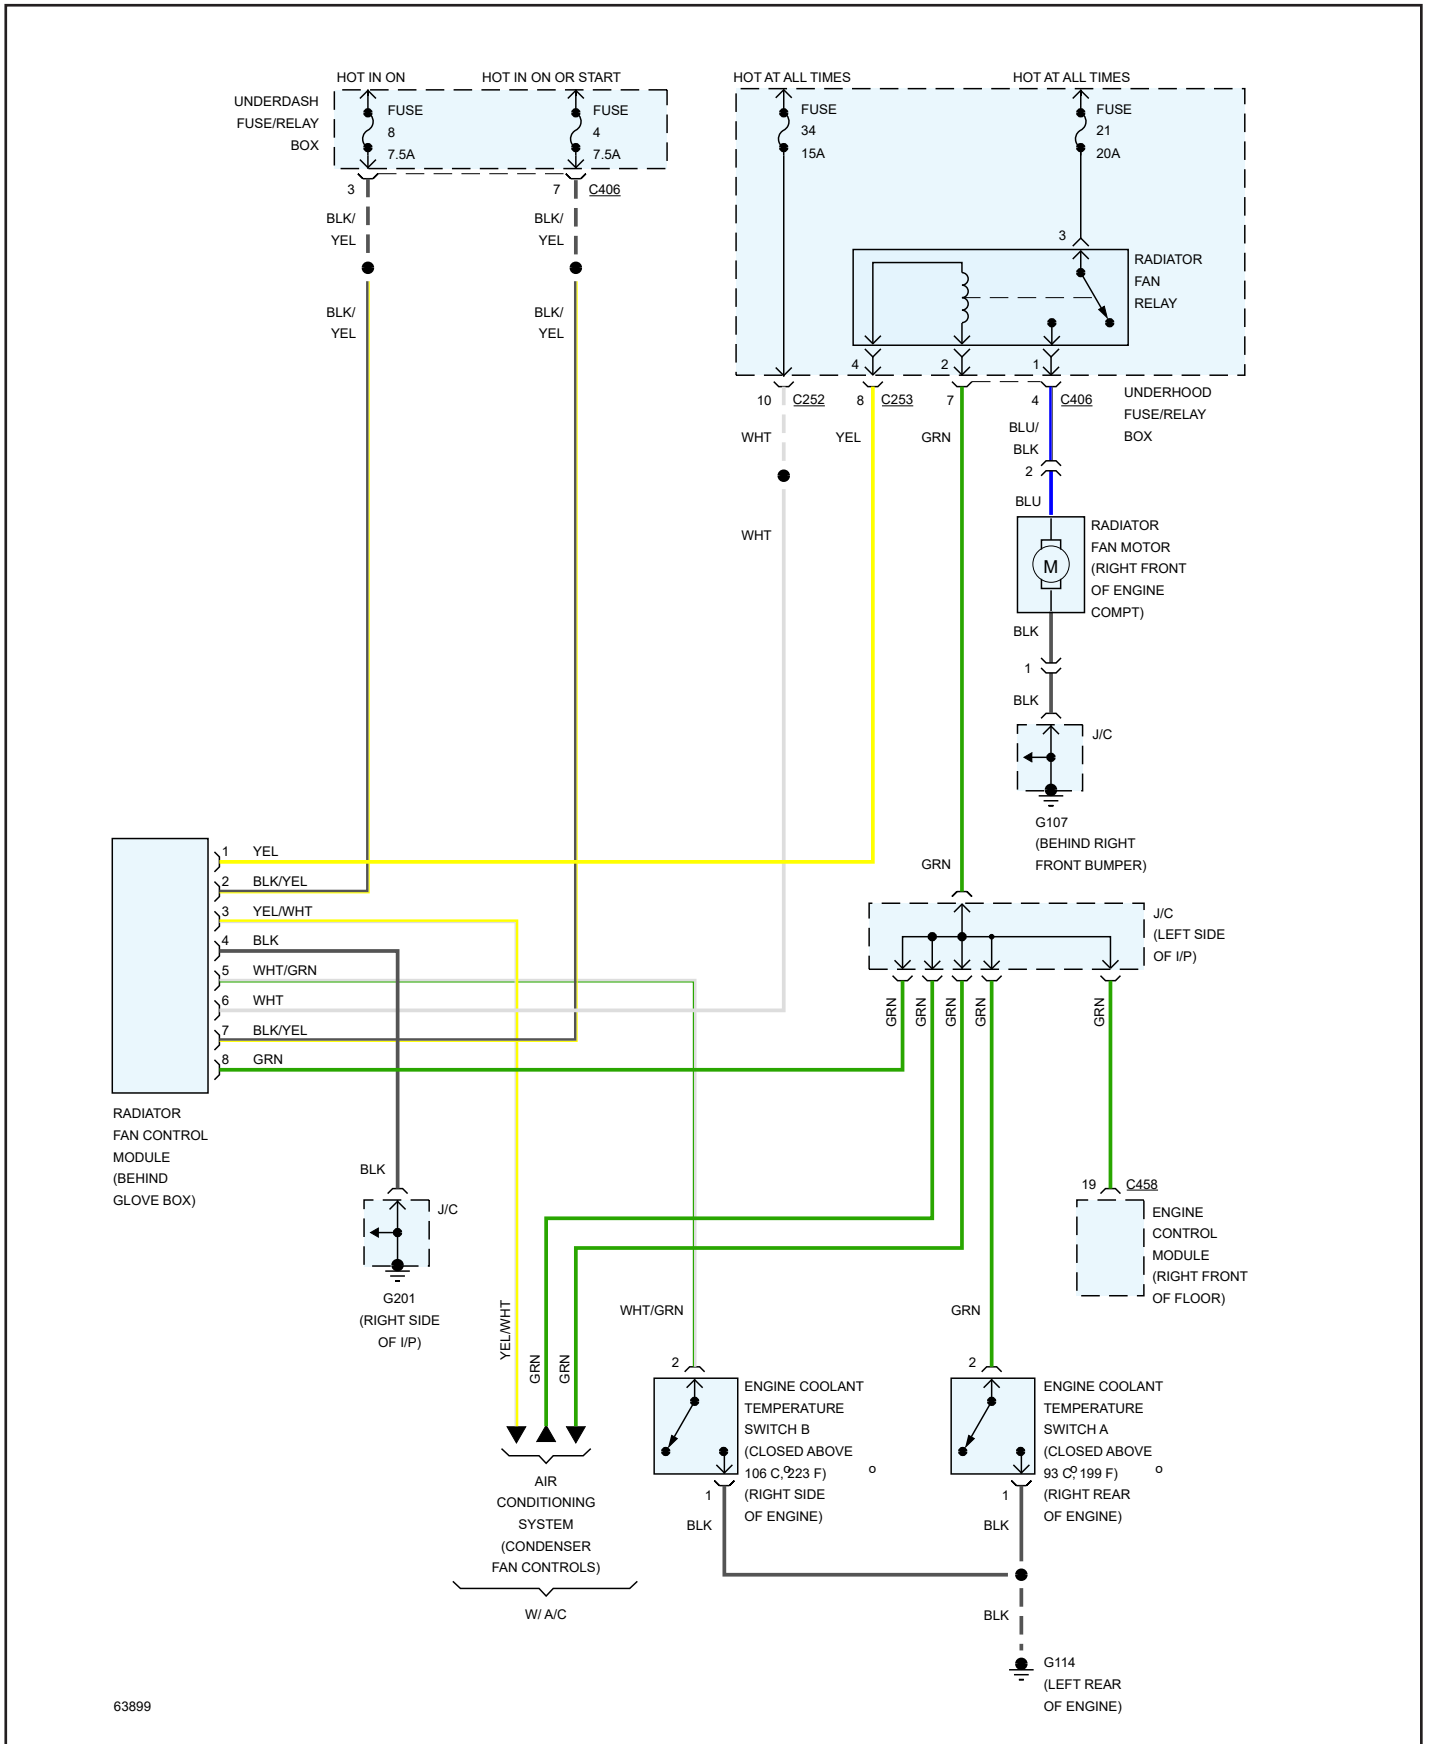 HOT IN ON
HOT IN ON OR START
HOT AT ALL TIMES
HOT AT ALL TIMES
UNDERDASH
FUSE/RELAY
BOX
FUSE
8
7.5A
FUSE
4
7.5A
FUSE
34
15A
FUSE
21
20A
3
7
C406
BLK/
YEL
BLK/
YEL
BLK/
YEL
BLK/
YEL
3
RADIATOR
FAN
RELAY
4
2
1
10
C252
8
C253
7
4
C406
UNDERHOOD
FUSE/RELAY
BOX
WHT
YEL
GRN
BLU/
BLK
2
BLU
WHT
M
RADIATOR
FAN MOTOR
(RIGHT FRONT
OF ENGINE
COMPT)
BLK
1
BLK
J/C
G107
(BEHIND RIGHT
FRONT BUMPER)
1 YEL
2 BLK/YEL
3 YEL/WHT
4 BLK
5 WHT/GRN
6 WHT
7 BLK/YEL
8 GRN
RADIATOR
FAN CONTROL
MODULE
(BEHIND
GLOVE BOX)
GRN
J/C
(LEFT SIDE
OF I/P)
GRN
GRN
GRN
GRN
GRN
BLK
J/C
G201
(RIGHT SIDE
OF I/P)
19
C458
ENGINE
CONTROL
MODULE
(RIGHT FRONT
OF FLOOR)
YEL/WHT
GRN
GRN
WHT/GRN
GRN
2
ENGINE COOLANT
TEMPERATURE
SWITCH B
(CLOSED ABOVE
106 C, 223 F)
o
o
(RIGHT SIDE
OF ENGINE)
1
BLK
2
ENGINE COOLANT
TEMPERATURE
SWITCH A
(CLOSED ABOVE
93 C, 199 F)
o
o
(RIGHT REAR
OF ENGINE)
1
BLK
AIR
CONDITIONING
SYSTEM
(CONDENSER
FAN CONTROLS)
W/ A/C
BLK
G114
(LEFT REAR
OF ENGINE)
63899